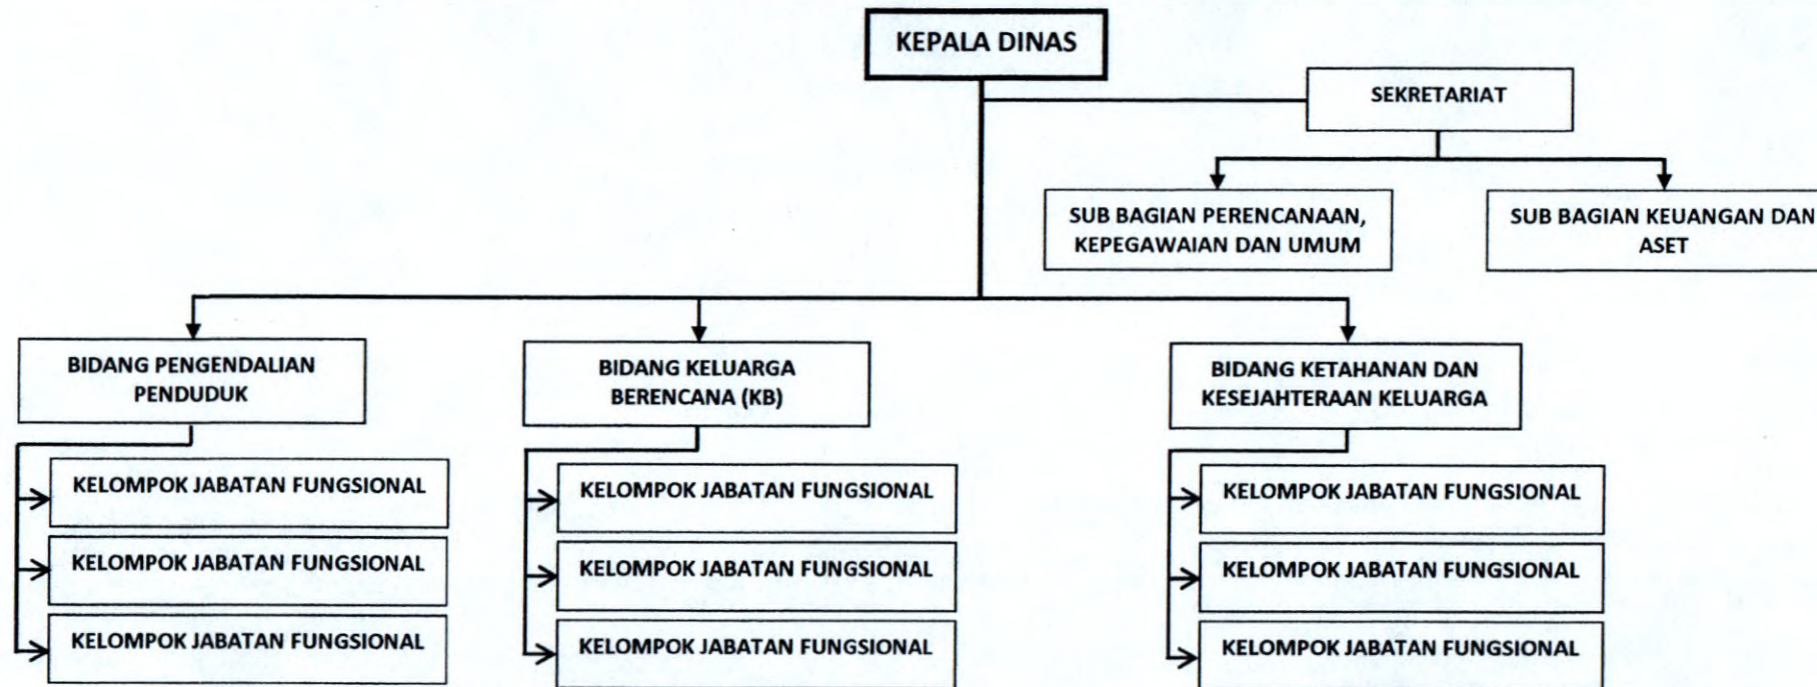 KEPALA DINAS
SEKRETARIAT
SUB BAGIAN PERENCANAAN,
KEPEGAWAIAN DAN UMUM
SUB BAGIAN KEUANGAN DAN
ASET
BIDANG PENGENDALIAN
PENDUDUK
KELOMPOK JABATAN FUNGSIONAL
KELOMPOK JABATAN FUNGSIONAL
KELOMPOK JABATAN FUNGSIONAL
BIDANG KELUARGA
BERENCANA (KB)
KELOMPOK JABATAN FUNGSIONAL
KELOMPOK JABATAN FUNGSIONAL
KELOMPOK JABATAN FUNGSIONAL
BIDANG KETAHANAN DAN
KESEJAHTERAAN KELUARGA
KELOMPOK JABATAN FUNGSIONAL
KELOMPOK JABATAN FUNGSIONAL
KELOMPOK JABATAN FUNGSIONAL